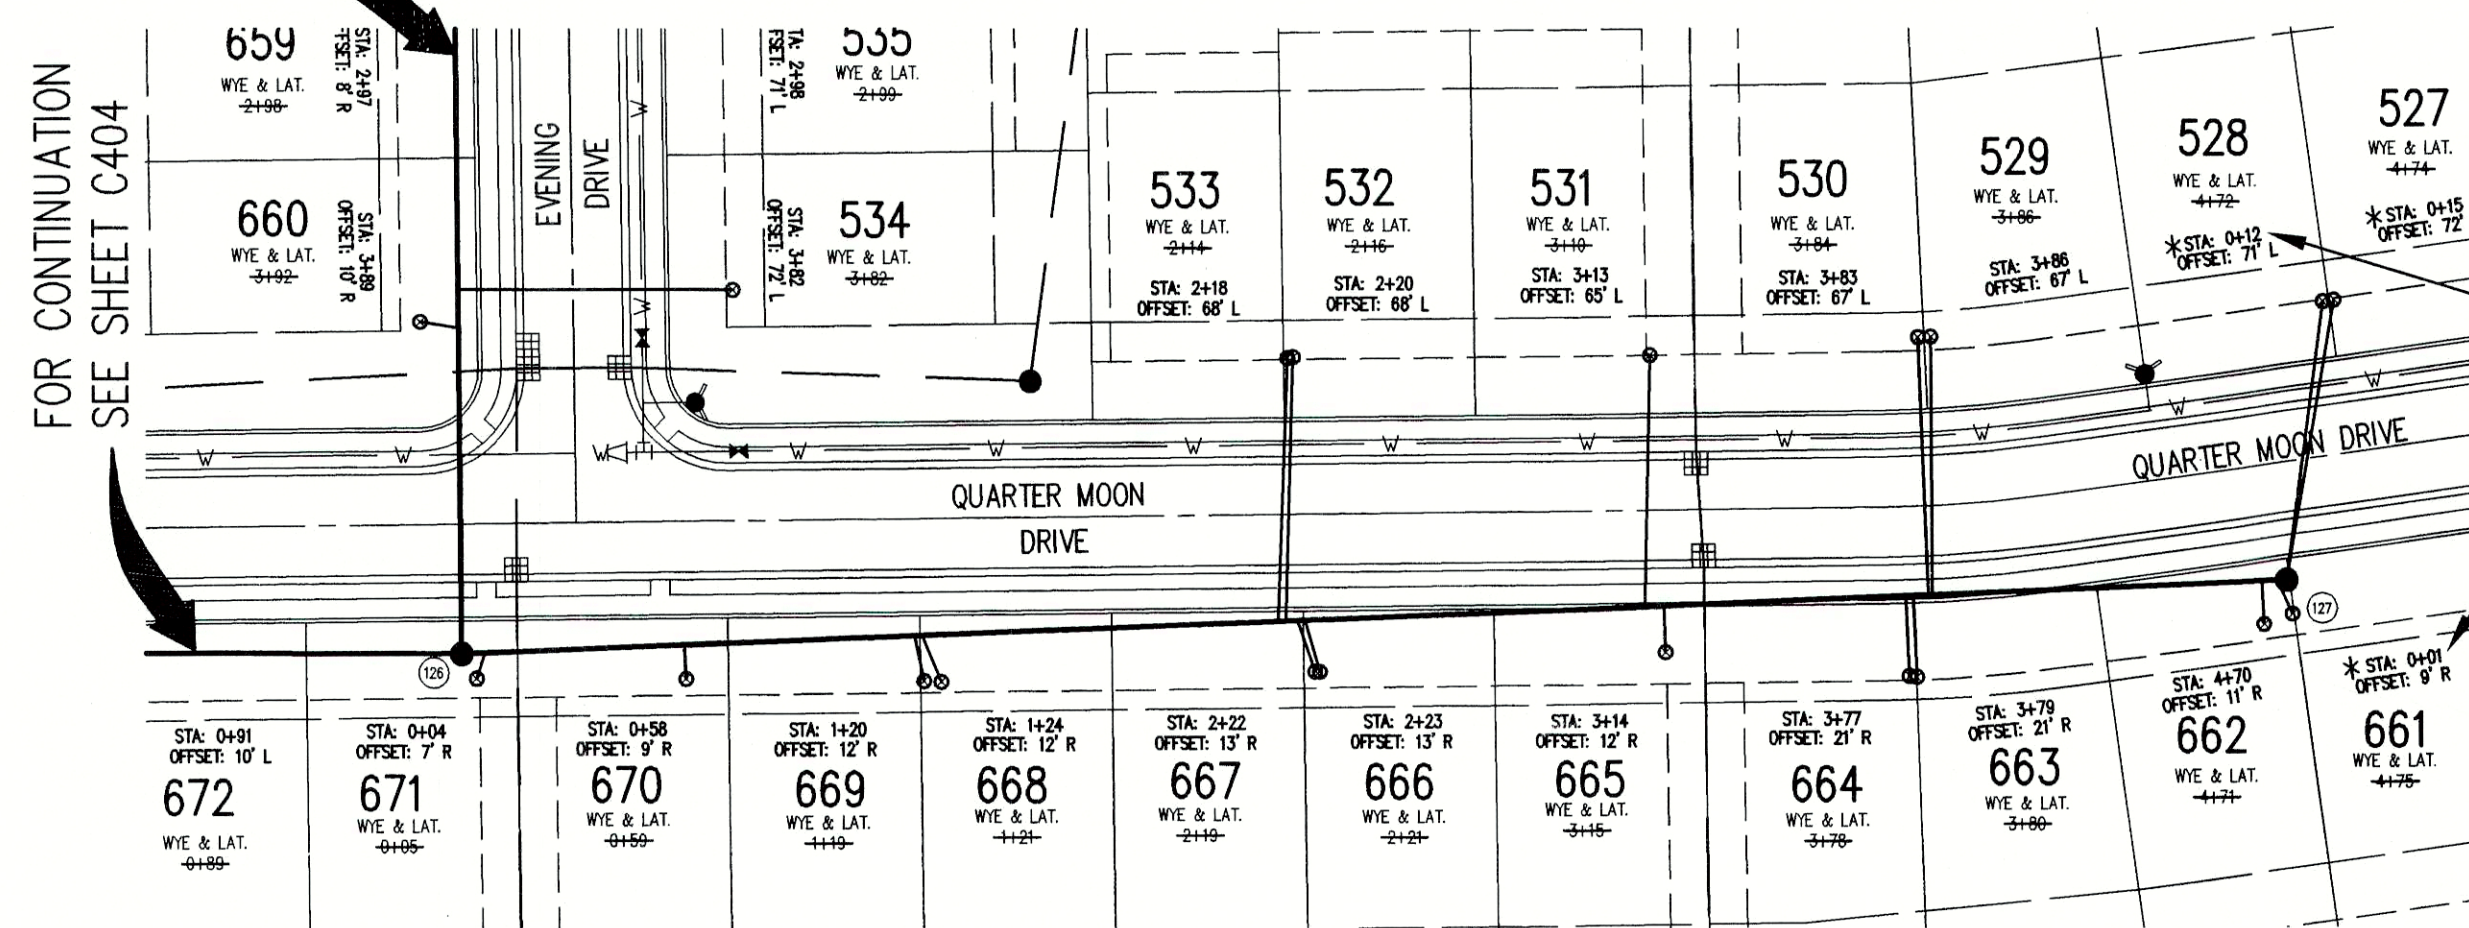 FOR CONTINUATION
SEE SHEET C404
659
WYE & LAT.
2+98
STA: 2+97
FSET: 8' R
660
WYE & LAT.
3+92
STA: 3+89
OFFSET: 10' R
EVENING
DRIVE
TA: 2+98
FSET: 71' L
535
WYE & LAT.
2+99
STA: 3+82
OFFSET: 72' L
534
WYE & LAT.
3+82
533
WYE & LAT.
2+14
STA: 2+18
OFFSET: 68' L
532
WYE & LAT.
2+16
STA: 2+20
OFFSET: 68' L
531
WYE & LAT.
3+10
STA: 3+13
OFFSET: 65' L
530
WYE & LAT.
3+84
STA: 3+83
OFFSET: 67' L
529
WYE & LAT.
3+86
STA: 3+86
OFFSET: 67' L
528
WYE & LAT.
4+72
*STA: 0+12
OFFSET: 71' L
527
WYE & LAT.
4+74
*STA: 0+15
OFFSET: 72'
W
W
W W W W W W W W W W W
QUARTER MOON
DRIVE
QUARTER MOON DRIVE
126
127
STA: 0+91
OFFSET: 10' L
672
WYE & LAT.
0+89
STA: 0+04
OFFSET: 7' R
671
WYE & LAT.
0+05
STA: 0+58
OFFSET: 9' R
670
WYE & LAT.
0+59
STA: 1+20
OFFSET: 12' R
669
WYE & LAT.
1+19
STA: 1+24
OFFSET: 12' R
668
WYE & LAT.
1+21
STA: 2+22
OFFSET: 13' R
667
WYE & LAT.
2+19
STA: 2+23
OFFSET: 13' R
666
WYE & LAT.
2+21
STA: 3+14
OFFSET: 12' R
665
WYE & LAT.
3+15
STA: 3+77
OFFSET: 21' R
664
WYE & LAT.
3+78
STA: 3+79
OFFSET: 21' R
663
WYE & LAT.
3+80
STA: 4+70
OFFSET: 11' R
662
WYE & LAT.
4+71
* STA: 0+01
OFFSET: 9' R
661
WYE & LAT.
4+75